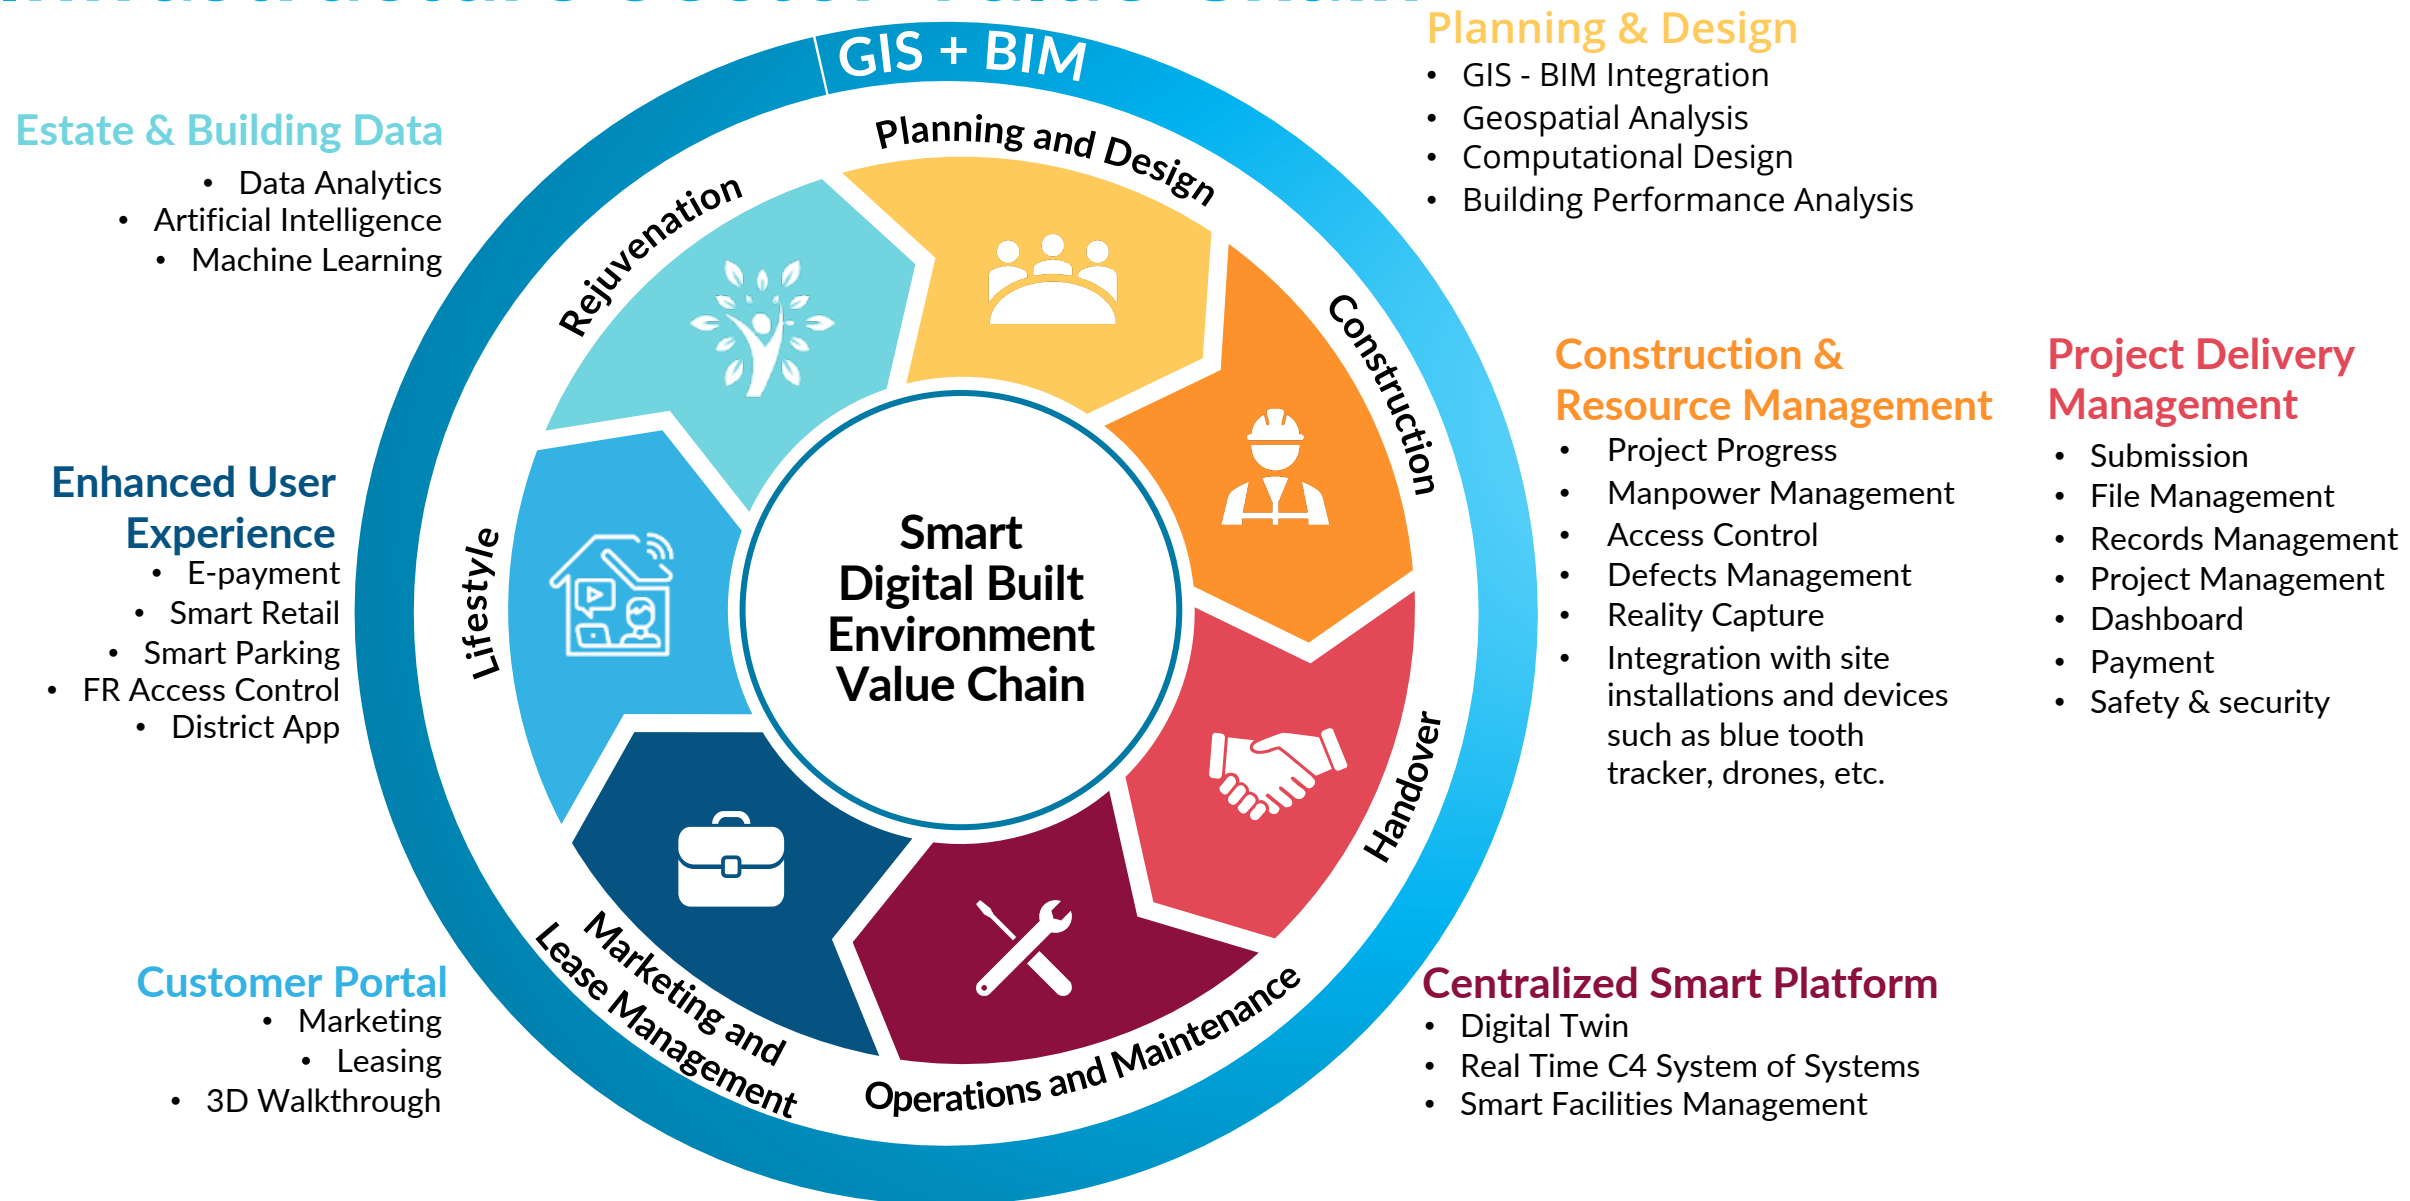 GIS + BIM
Planning and Design
Construction
Handover
Operations and Maintenance
Marketing and
Lease Management
Lifestyle
Rejuvenation
Smart
Digital Built
Environment
Value Chain
Planning & Design
• GIS - BIM Integration
• Geospatial Analysis
• Computational Design
• Building Performance Analysis
Construction &
Resource Management
• Project Progress
• Manpower Management
• Access Control
• Defects Management
• Reality Capture
• Integration with site
installations and devices
such as blue tooth
tracker, drones, etc.
Project Delivery
Management
• Submission
• File Management
• Records Management
• Project Management
• Dashboard
• Payment
• Safety & security
Centralized Smart Platform
• Digital Twin
• Real Time C4 System of Systems
• Smart Facilities Management
Customer Portal
• Marketing
• Leasing
• 3D Walkthrough
Enhanced User
Experience
• E-payment
• Smart Retail
• Smart Parking
• FR Access Control
• District App
Estate & Building Data
• Data Analytics
• Artificial Intelligence
• Machine Learning